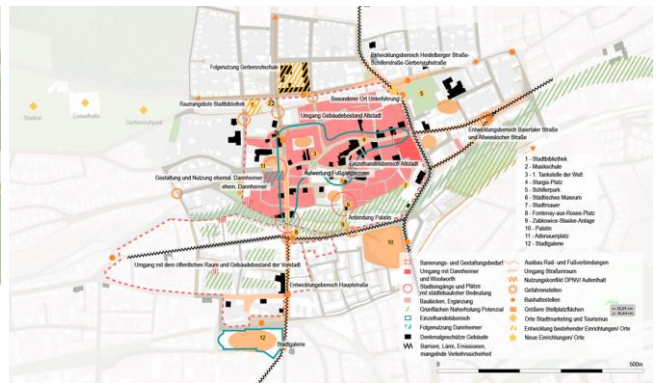 Entwicklungsbereich Heidelberger Straße-
Schillerstraße-Gerbersruhstraße
Folgenutzung Gerbersruhschule
Stadion
Eishalle
Gerbersruhpark
Raumangebote Stadtbibliothek
Besonderer Ort Unterführung
Umgang Gebäudebestand Altstadt
Entwicklungsbereich Baiertaler Straße
und Altwieslocher Straße
Einzelhandelsbereich Altstadt
Aufwertung Fußgängerzone
Gestaltung und Nutzung ehemal. Dannheimer
ehem. Dannheimer
Anbindung Palatin
Umgang mit dem öffentlichen Raum und Gebäudebestand der Vorstadt
Entwicklungsbereich Hauptstraße
Stadtgalerie
1 - Stadtbibliothek
2 - Musikschule
3 - 1. Tankstelle der Welt
4 - Sturgis-Platz
5 - Schillerpark
6 - Städtisches Museum
7 - Stadtmauer
8 - Fontenay-aux-Roses-Platz
9 - Zabkowice-Slaskie-Anlage
10 - Palatin
11 - Adenauerplatz
12 - Stadtgalerie
Sanierungs- und Gestaltungsbedarf
Umgang mit Dannheimer
und Woolworth
Stadteingänge und Plätze
mit städtebaulicher Bedeutung
Baulücken, Ergänzung
Grünflächen Naherholung Potenzial
Einzelhandelsbereich
Folgenutzung Dannheimer
Denkmalgeschützte Gebäude
Barriere, Lärm, Emissionen,
mangelnde Verkehrssicherheit
Ausbau Rad- und Fußverbindungen
Umgang Straßenraum
Nutzungskonflikt ÖPNV/ Aufenthalt
Gefahrenstellen
Bushaltestellen
Größere Stellplatzflächen
Orte Stadtmarketing und Tourismus
Entwicklung bestehender Einrichtungen/ Orte
Neue Einrichtungen/ Orte
0
500m